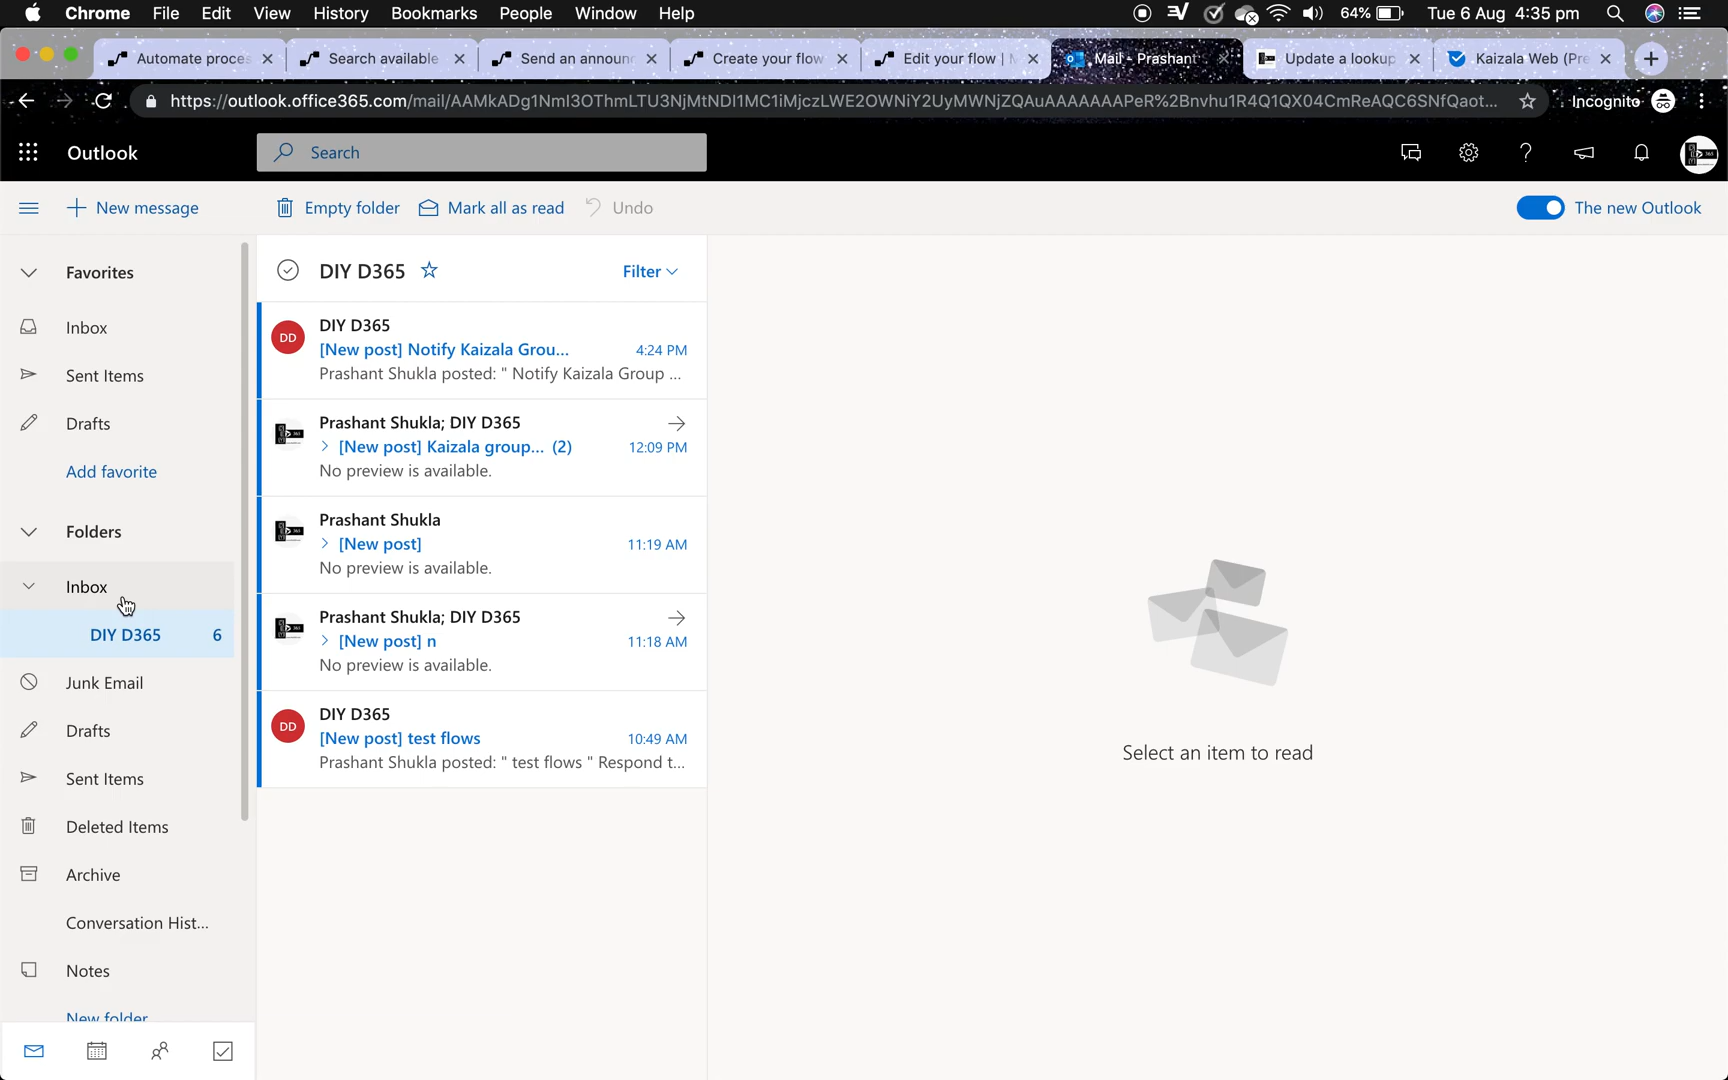 Chrome File Edit View History Bookmarks People Window Help 64% Tue 6 Aug 4:35 pm
Automate proces Search available Send an announ Create your flow Edit your flow | M Mail - Prashant Update a lookup Kaizala Web (Pre
https://outlook.office365.com/mail/AAMkADg1NmI3OThmLTU3NjMtNDI1MC1iMjczLWE2OWNiY2UyMWNjZQAuAAAAAAAPeR%2Bnvhu1R4Q1QX04CmReAQC6SNfQaot... Incognito
Outlook Search
New message Empty folder Mark all as read Undo The new Outlook
Favorites
Inbox
Sent Items
Drafts
Add favorite
Folders
Inbox
DIY D365 6
Junk Email
Drafts
Sent Items
Deleted Items
Archive
Conversation Hist...
Notes
New folder
DIY D365 Filter
DD DIY D365
[New post] Notify Kaizala Grou... 4:24 PM
Prashant Shukla posted: " Notify Kaizala Group ...
Prashant Shukla; DIY D365
> [New post] Kaizala group... (2) 12:09 PM
No preview is available.
Prashant Shukla
> [New post] 11:19 AM
No preview is available.
Prashant Shukla; DIY D365
> [New post] n 11:18 AM
No preview is available.
DD DIY D365
[New post] test flows 10:49 AM
Prashant Shukla posted: " test flows " Respond t...
Select an item to read